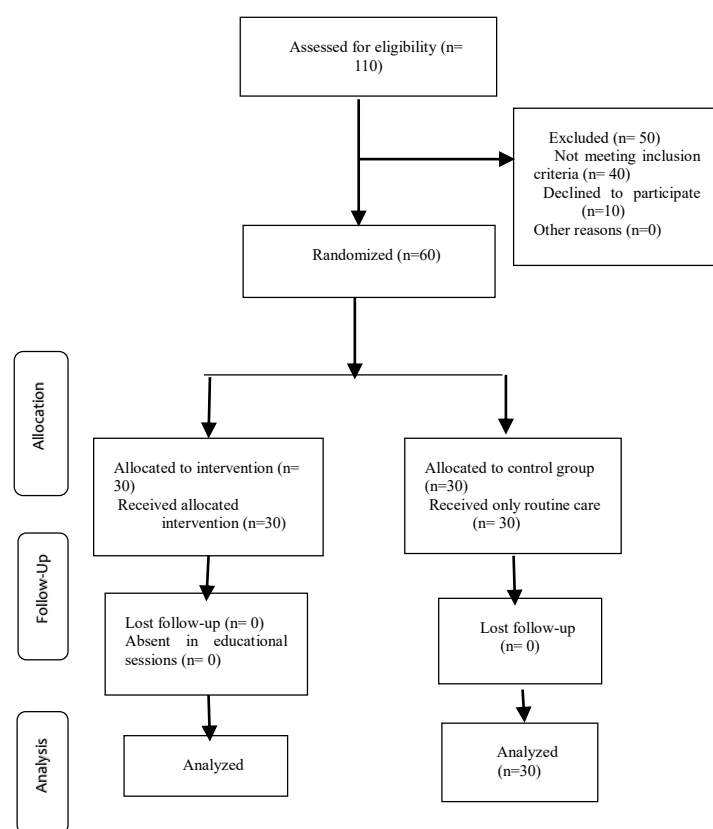 Assessed for eligibility (n=
110)
Excluded (n= 50)
Not meeting inclusion
criteria (n= 40)
Declined to participate
(n=10)
Other reasons (n=0)
Randomized (n=60)
Allocation
Allocated to intervention (n=
30)
Received allocated
intervention (n=30)
Allocated to control group
(n=30)
Received only routine care
(n= 30)
Follow-Up
Lost follow-up (n= 0)
Absent in educational
sessions (n= 0)
Lost follow-up
(n= 0)
Analysis
Analyzed
Analyzed
(n=30)